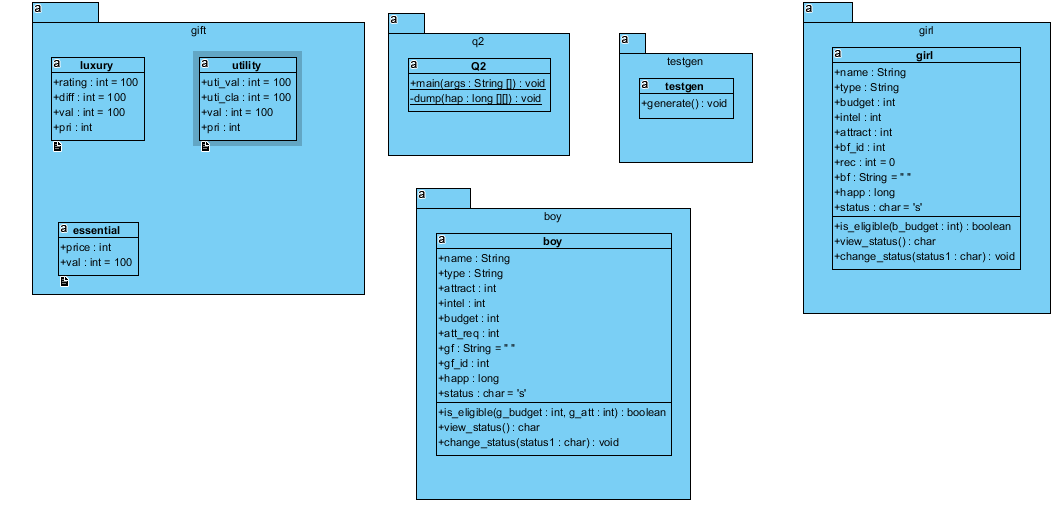 a
gift
a
luxury
+rating : int = 100
+diff : int = 100
+val : int = 100
+pri : int
a
utility
+uti_val : int = 100
+uti_cla : int = 100
+val : int = 100
+pri : int
a
essential
+price : int
+val : int = 100
a
q2
a
Q2
+main(args : String []) : void
-dump(hap : long [][]) : void
a
testgen
a
testgen
+generate() : void
a
boy
a
boy
+name : String
+type : String
+attract : int
+intel : int
+budget : int
+att_req : int
+gf : String = " "
+gf_id : int
+happ : long
+status : char = 's'
+is_eligible(g_budget : int, g_att : int) : boolean
+view_status() : char
+change_status(status1 : char) : void
a
girl
a
girl
+name : String
+type : String
+budget : int
+intel : int
+attract : int
+bf_id : int
+rec : int = 0
+bf : String = " "
+happ : long
+status : char = 's'
+is_eligible(b_budget : int) : boolean
+view_status() : char
+change_status(status1 : char) : void